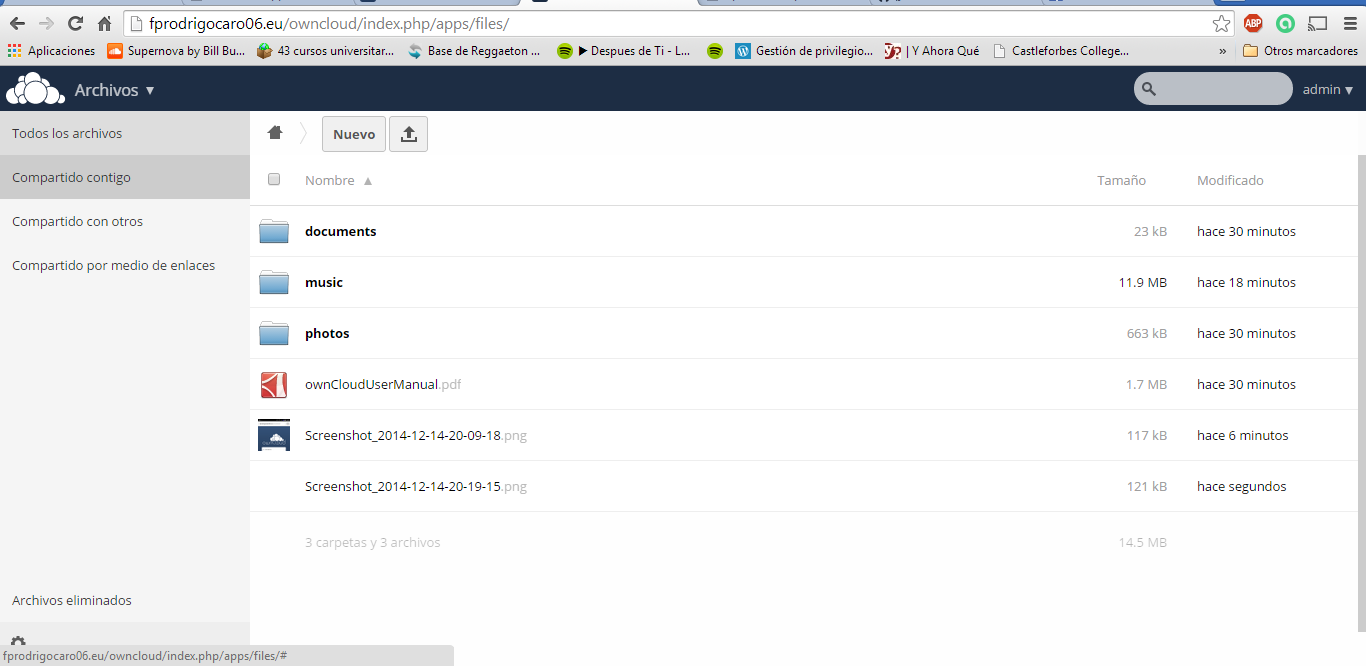 fprodrigocaro06.eu/owncloud/index.php/apps/files/
ABP
Aplicaciones Supernova by Bill Bu... 43 cursos universitar... Base de Reggaeton ... ▶ Despues de Ti - L... Gestión de privilegio... | Y Ahora Qué Castleforbes College... » Otros marcadores
Archivos ▼ admin ▼
Todos los archivos
Compartido contigo
Compartido con otros
Compartido por medio de enlaces
Archivos eliminados
Nuevo
Nombre ▲ Tamaño Modificado
documents 23 kB hace 30 minutos
music 11.9 MB hace 18 minutos
photos 663 kB hace 30 minutos
ownCloudUserManual.pdf 1.7 MB hace 30 minutos
Screenshot_2014-12-14-20-09-18.png 117 kB hace 6 minutos
Screenshot_2014-12-14-20-19-15.png 121 kB hace segundos
3 carpetas y 3 archivos 14.5 MB
fprodrigocaro06.eu/owncloud/index.php/apps/files/#